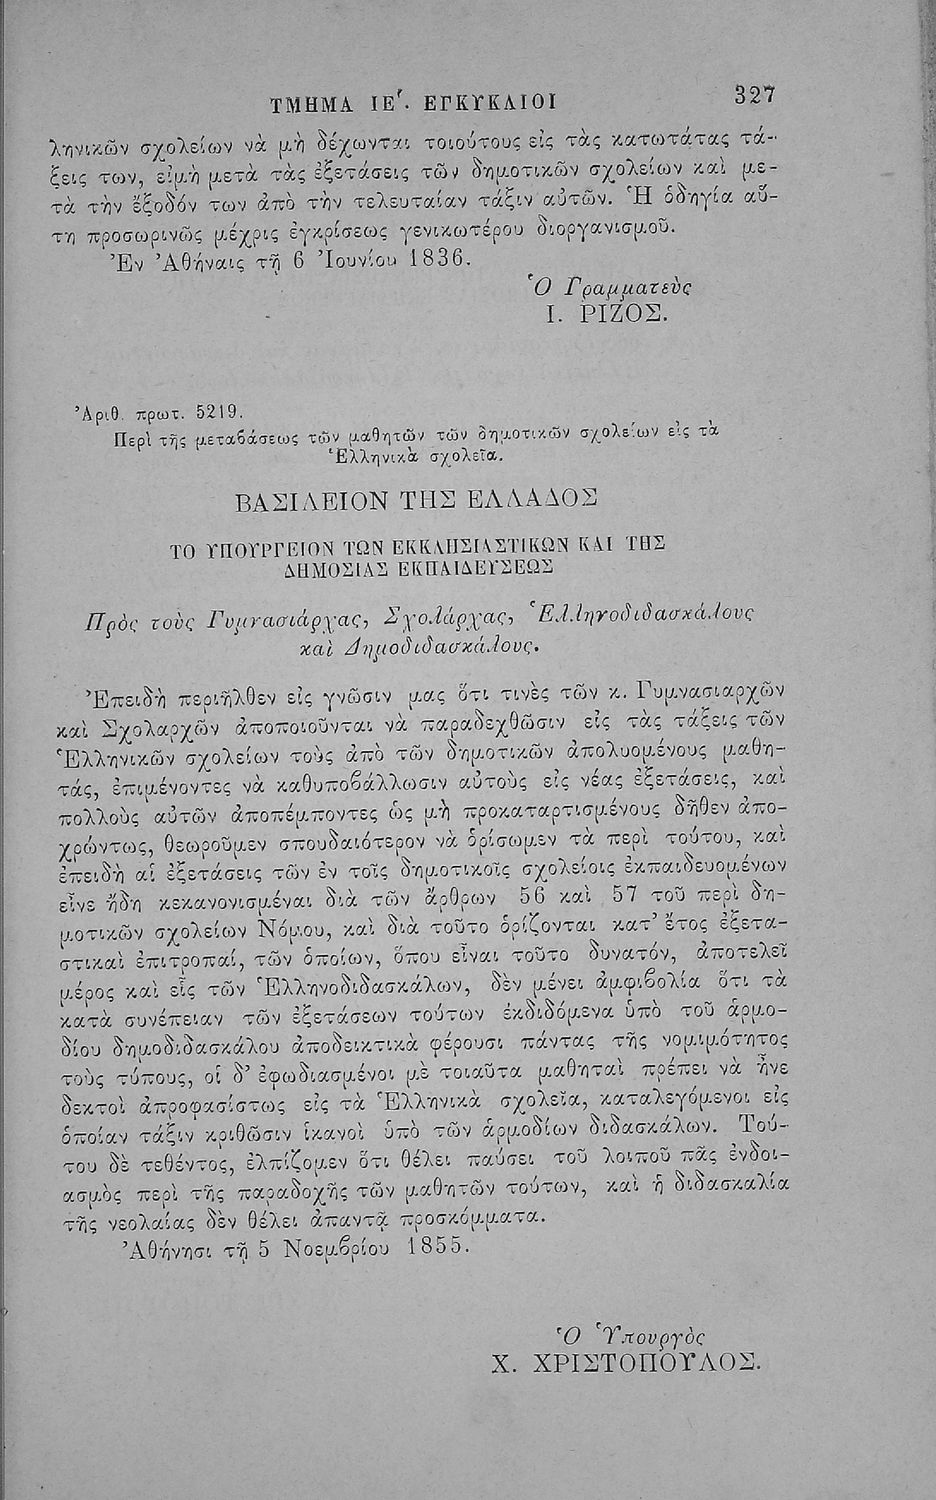 ΤΜΗΜΑ ΙΕʹ. ΕΓΚΥΚΛΙΟΙ 327
ληνικῶν σχολείων νὰ μὴ δέχωνται τοιούτους εἰς τὰς κατωτάτας τά-
ξεις των, εἰμὴ μετὰ τὰς ἐξετάσεις τῶν δημοτικῶν σχολείων καὶ με-
τὰ τὴν ἔξοδόν των ἀπὸ τὴν τελευταίαν τάξιν αὐτῶν. Ἡ ὁδηγία αὕ-
τη προσωρινῶς μέχρις ἐγκρίσεως γενικωτέρου διοργανισμοῦ.
Ἐν Ἀθήναις τῇ 6 Ἰουνίου 1836.
Ὁ Γραμματεὺς
Ι. ΡΙΖΟΣ.
Ἀριθ. πρωτ. 5219.
Περὶ τῆς μεταβάσεως τῶν μαθητῶν τῶν δημοτικῶν σχολείων εἰς τὰ
Ἑλληνικὰ σχολεῖα.
ΒΑΣΙΛΕΙΟΝ ΤΗΣ ΕΛΛΑΔΟΣ
ΤΟ ΥΠΟΥΡΓΕΙΟΝ ΤΩΝ ΕΚΚΛΗΣΙΑΣΤΙΚΩΝ ΚΑΙ ΤΗΣ
ΔΗΜΟΣΙΑΣ ΕΚΠΑΙΔΕΥΣΕΩΣ
Πρὸς τοὺς Γυμνασιάρχας, Σχολάρχας, Ἑλληνοδιδασκάλους
καὶ Δημοδιδασκάλους.
Ἐπειδὴ περιῆλθεν εἰς γνῶσιν μας ὅτι τινὲς τῶν κ. Γυμνασιαρχῶν
καὶ Σχολαρχῶν ἀποποιοῦνται νὰ παραδεχθῶσιν εἰς τὰς τάξεις τῶν
Ἑλληνικῶν σχολείων τοὺς ἀπὸ τῶν δημοτικῶν ἀπολυομένους μαθη-
τάς, ἐπιμένοντες νὰ καθυποβάλλωσιν αὐτοὺς εἰς νέας ἐξετάσεις, καὶ
πολλοὺς αὐτῶν ἀποπέμποντες ὡς μὴ προκαταρτισμένους δῆθεν ἀπο-
χρώντως, θεωροῦμεν σπουδαιότερον νὰ ὁρίσωμεν τὰ περὶ τούτου, καὶ
ἐπειδὴ αἱ ἐξετάσεις τῶν ἐν τοῖς δημοτικοῖς σχολείοις ἐκπαιδευομένων
εἶνε ἤδη κεκανονισμέναι διὰ τῶν ἄρθρων 56 καὶ 57 τοῦ περὶ δη-
μοτικῶν σχολείων Νόμου, καὶ διὰ τοῦτο ὁρίζονται κατ' ἔτος ἐξετα-
στικαὶ ἐπιτροπαί, τῶν ὁποίων, ὅπου εἶναι τοῦτο δυνατόν, ἀποτελεῖ
μέρος καὶ εἷς τῶν Ἑλληνοδιδασκάλων, δὲν μένει ἀμφιβολία ὅτι τὰ
κατὰ συνέπειαν τῶν ἐξετάσεων τούτων ἐκδιδόμενα ὑπὸ τοῦ ἁρμο-
δίου δημοδιδασκάλου ἀποδεικτικὰ φέρουσι πάντας τῆς νομιμότητος
τοὺς τύπους, οἱ δ' ἐφωδιασμένοι μὲ τοιαῦτα μαθηταὶ πρέπει νὰ ἦνε
δεκτοὶ ἀπροφασίστως εἰς τὰ Ἑλληνικὰ σχολεῖα, καταλεγόμενοι εἰς
ὁποίαν τάξιν κριθῶσιν ἱκανοὶ ὑπὸ τῶν ἁρμοδίων διδασκάλων. Τού-
του δὲ τεθέντος, ἐλπίζομεν ὅτι θέλει παύσει τοῦ λοιποῦ πᾶς ἐνδοι-
ασμὸς περὶ τῆς παραδοχῆς τῶν μαθητῶν τούτων, καὶ ἡ διδασκαλία
τῆς νεολαίας δὲν θέλει ἀπαντᾷ προσκόμματα.
Ἀθήνησι τῇ 5 Νοεμβρίου 1855.
Ὁ Ὑπουργὸς
Χ. ΧΡΙΣΤΟΠΟΥΛΟΣ.